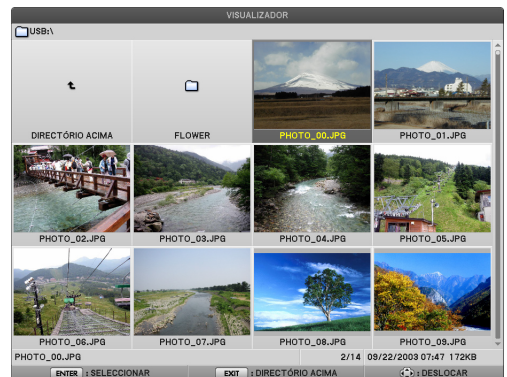 VISUALIZADOR
USB:\
DIRECTÓRIO ACIMA FLOWER PHOTO_00.JPG PHOTO_01.JPG
PHOTO_02.JPG PHOTO_03.JPG PHOTO_04.JPG PHOTO_05.JPG
PHOTO_06.JPG PHOTO_07.JPG PHOTO_08.JPG PHOTO_09.JPG
PHOTO_00.JPG 2/14 09/22/2003 07:47 172KB
ENTER : SELECCIONAR EXIT : DIRECTÓRIO ACIMA : DESLOCAR